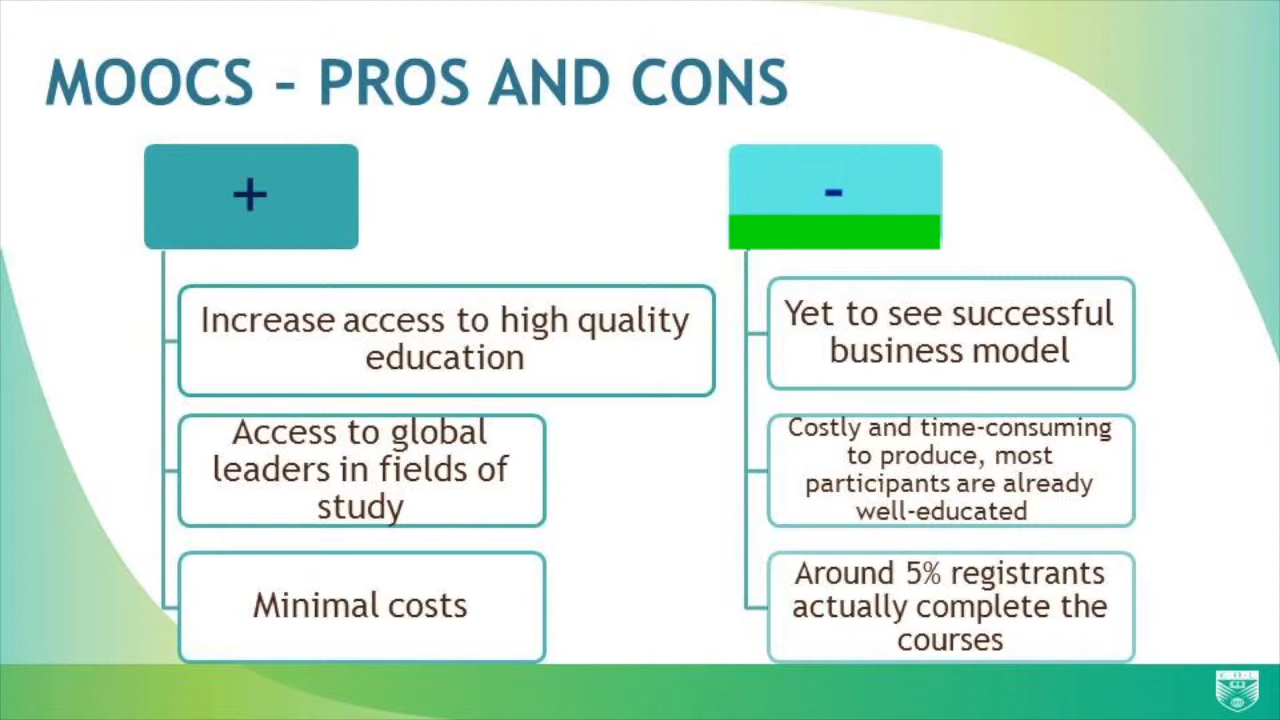 MOOCS – PROS AND CONS
+
Increase access to high quality
education
Access to global
leaders in fields of
study
Minimal costs
-
Yet to see successful
business model
Costly and time-consuming
to produce, most
participants are already
well-educated
Around 5% registrants
actually complete the
courses